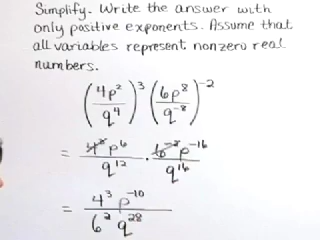 Simplify. Write the answer with
only positive exponents. Assume that
all variables represent nonzero real
numbers.
(4p²/q⁴)³ (6p⁸/q⁻⁸)⁻²
= 4³p⁶/q¹² · 6⁻²p⁻¹⁶/q¹⁶
= 4³p⁻¹⁰/6²q²⁸